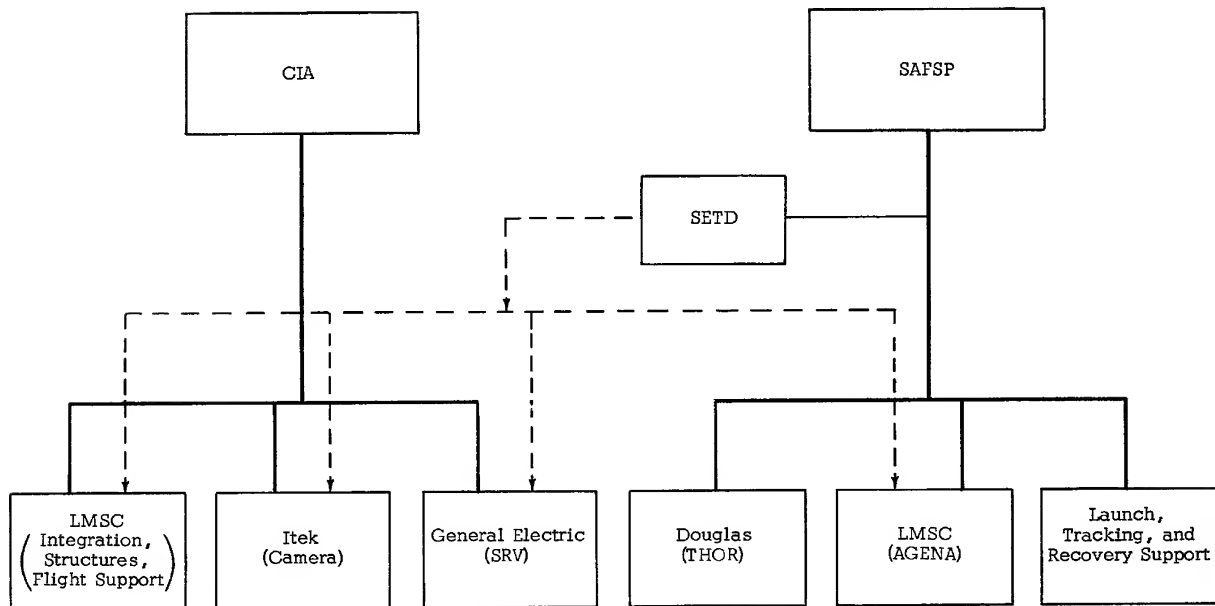 CIA
SAFSP
SETD
LMSC
(Integration,
Structures,
Flight Support)
Itek
(Camera)
General Electric
(SRV)
Douglas
(THOR)
LMSC
(AGENA)
Launch,
Tracking, and
Recovery Support